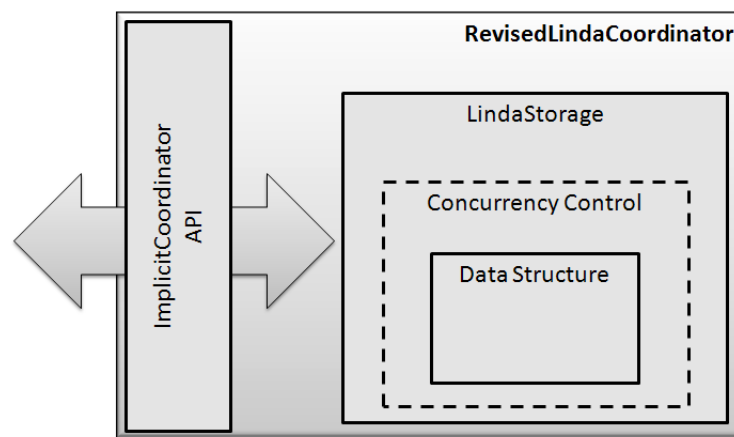 RevisedLindaCoordinator
ImplicitCoordinator
API
LindaStorage
Concurrency Control
Data Structure